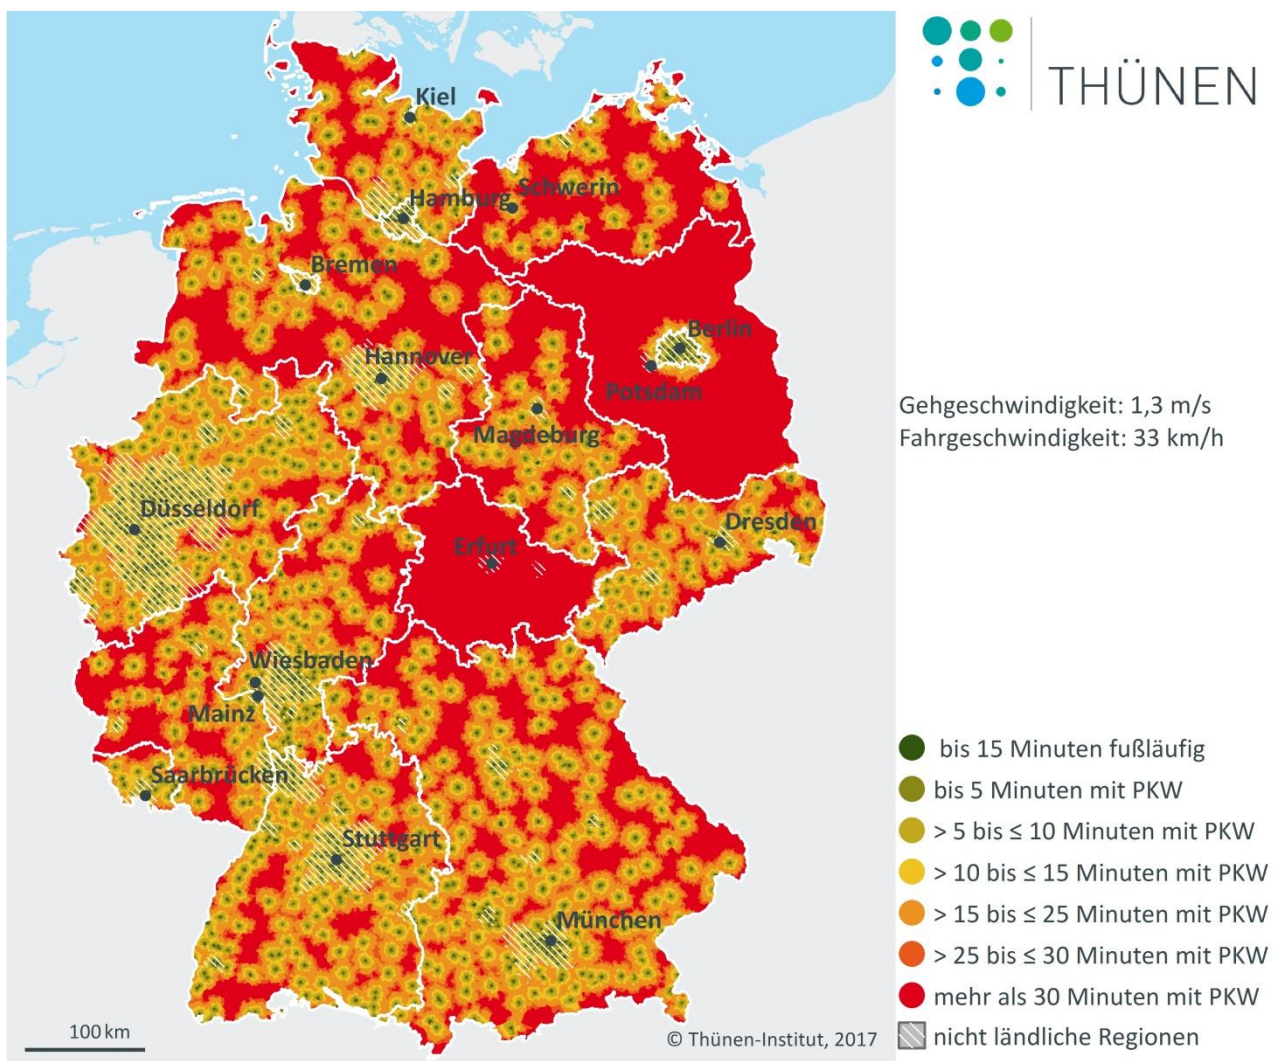 THÜNEN
Kiel
Schwerin
Hamburg
Bremen
Berlin
Hannover
Potsdam
Magdeburg
Düsseldorf
Dresden
Erfurt
Wiesbaden
Mainz
Saarbrücken
Stuttgart
München
Gehgeschwindigkeit: 1,3 m/s
Fahrgeschwindigkeit: 33 km/h
bis 15 Minuten fußläufig
bis 5 Minuten mit PKW
> 5 bis ≤ 10 Minuten mit PKW
> 10 bis ≤ 15 Minuten mit PKW
> 15 bis ≤ 25 Minuten mit PKW
> 25 bis ≤ 30 Minuten mit PKW
mehr als 30 Minuten mit PKW
nicht ländliche Regionen
100 km
© Thünen-Institut, 2017